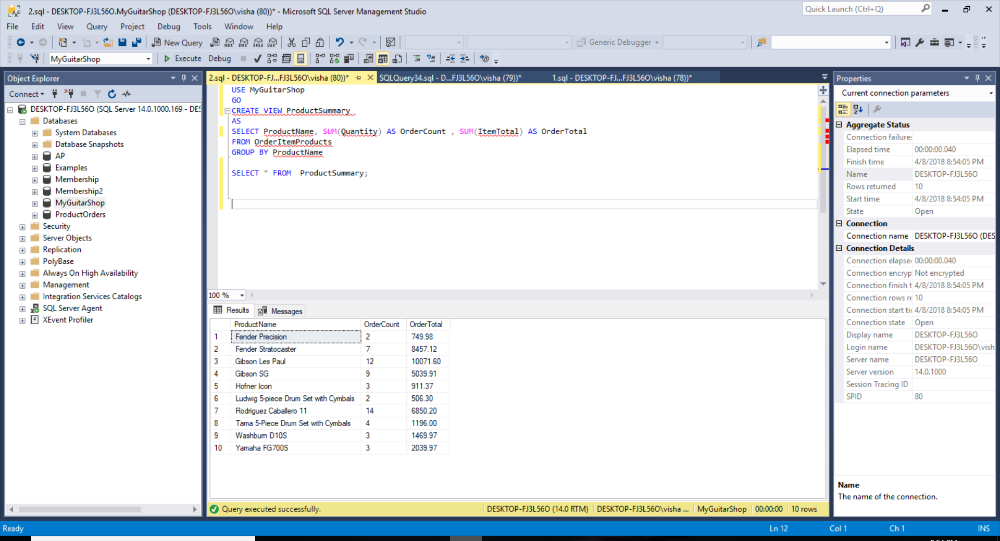 2.sql - DESKTOP-FJ3L56O.MyGuitarShop (DESKTOP-FJ3L56O\visha (80))* - Microsoft SQL Server Management Studio
Quick Launch (Ctrl+Q)
File Edit View Query Project Debug Tools Window Help
New Query MDX DMX XMLA DAX Generic Debugger
MyGuitarShop Execute Debug
Object Explorer
Connect
DESKTOP-FJ3L56O (SQL Server 14.0.1000.169 - DES
Databases
System Databases
Database Snapshots
AP
Examples
Membership
Membership2
MyGuitarShop
ProductOrders
Security
Server Objects
Replication
PolyBase
Always On High Availability
Management
Integration Services Catalogs
SQL Server Agent
XEvent Profiler
2.sql - DESKTOP-FJ...FJ3L56O\visha (80))* SQLQuery34.sql - D...FJ3L56O\visha (79))* 1.sql - DESKTOP-FJ...FJ3L56O\visha (78))*
USE MyGuitarShop
GO
CREATE VIEW ProductSummary
AS
SELECT ProductName, SUM(Quantity) AS OrderCount , SUM(ItemTotal) AS OrderTotal
FROM OrderItemProducts
GROUP BY ProductName
SELECT * FROM  ProductSummary;
100 %
Results Messages
ProductName OrderCount OrderTotal
1 Fender Precision 2 749.98
2 Fender Stratocaster 7 8457.12
3 Gibson Les Paul 12 10071.60
4 Gibson SG 9 5039.91
5 Hofner Icon 3 911.37
6 Ludwig 5-piece Drum Set with Cymbals 2 506.30
7 Rodriguez Caballero 11 14 6850.20
8 Tama 5-Piece Drum Set with Cymbals 4 1196.00
9 Washburn D10S 3 1469.97
10 Yamaha FG700S 3 2039.97
Query executed successfully. DESKTOP-FJ3L56O (14.0 RTM) DESKTOP-FJ3L56O\visha ... MyGuitarShop 00:00:00 10 rows
Properties
Current connection parameters
Aggregate Status
Connection failures
Elapsed time 00:00:00.040
Finish time 4/8/2018 8:54:05 PM
Name DESKTOP-FJ3L56O
Rows returned 10
Start time 4/8/2018 8:54:05 PM
State Open
Connection
Connection name DESKTOP-FJ3L56O (DES
Connection Details
Connection elapse 00:00:00.040
Connection encryp Not encrypted
Connection finish t 4/8/2018 8:54:05 PM
Connection rows re 10
Connection start ti 4/8/2018 8:54:05 PM
Connection state Open
Display name DESKTOP-FJ3L56O
Login name DESKTOP-FJ3L56O\vish
Server name DESKTOP-FJ3L56O
Server version 14.0.1000
Session Tracing ID
SPID 80
Name
The name of the connection.
Ready Ln 12 Col 1 Ch 1 INS